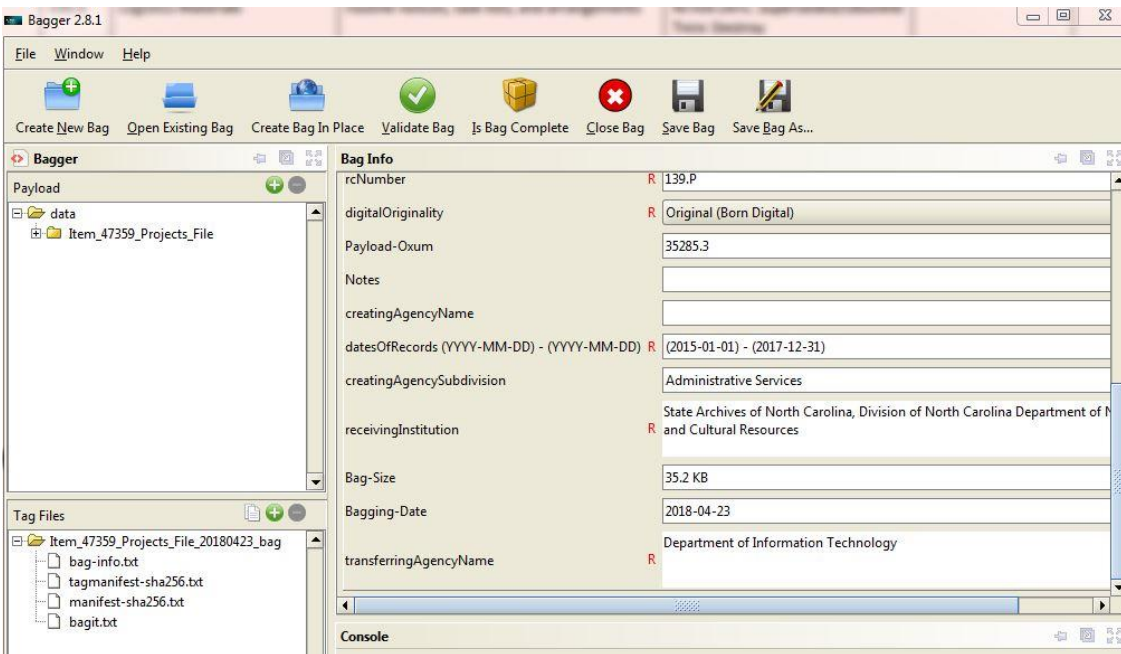 Bagger 2.8.1
File Window Help
Create New Bag Open Existing Bag Create Bag In Place Validate Bag Is Bag Complete Close Bag Save Bag Save Bag As...
Bagger
Payload
data
Item_47359_Projects_File
Tag Files
Item_47359_Projects_File_20180423_bag
bag-info.txt
tagmanifest-sha256.txt
manifest-sha256.txt
bagit.txt
Bag Info
rcNumber R 139.P
digitalOriginality R Original (Born Digital)
Payload-Oxum 35285.3
Notes
creatingAgencyName
datesOfRecords (YYYY-MM-DD) - (YYYY-MM-DD) R (2015-01-01) - (2017-12-31)
creatingAgencySubdivision Administrative Services
receivingInstitution R State Archives of North Carolina, Division of North Carolina Department of
and Cultural Resources
Bag-Size 35.2 KB
Bagging-Date 2018-04-23
transferringAgencyName R Department of Information Technology
Console